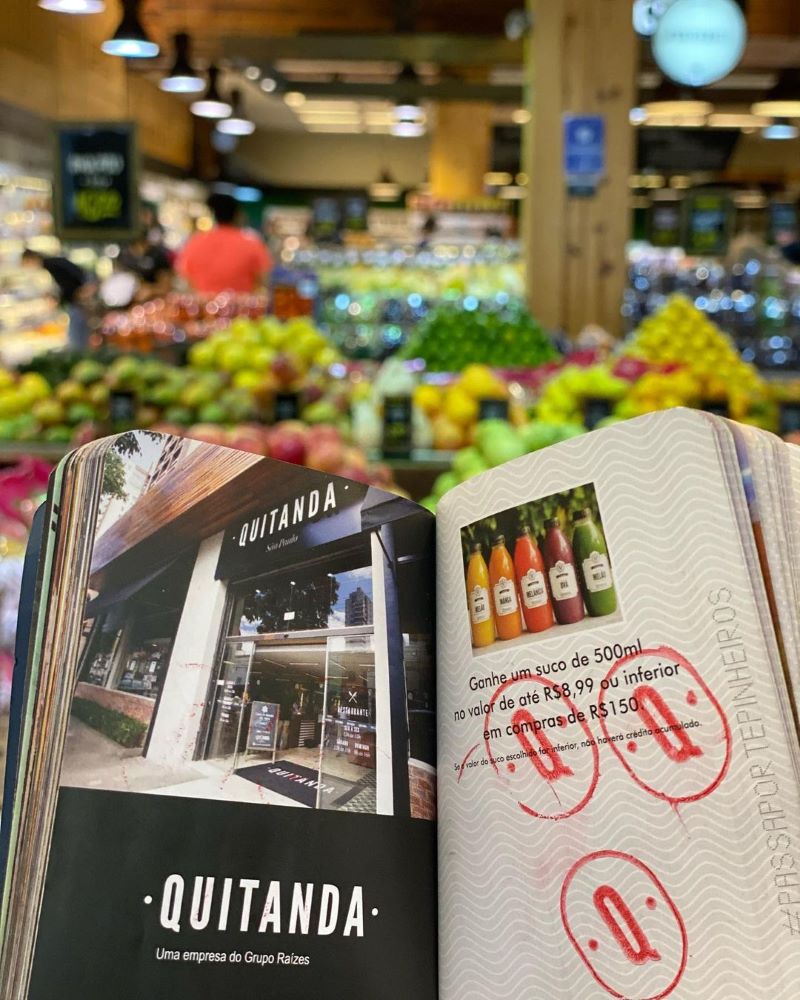 ·QUITANDA·
São Paulo
RESTAURANTE
QUITANDA
·QUITANDA·
Uma empresa do Grupo Raízes
MELÃO
MANGA
MELANCIA
UVA
MELÃO
Ganhe um suco de 500ml
no valor de até R$8,99 ou inferior
em compras de R$150.
Se o valor do suco escolhido for inferior, não haverá crédito acumulado.
Q
Q
Q
#PASSAPORTEPINHEIROS